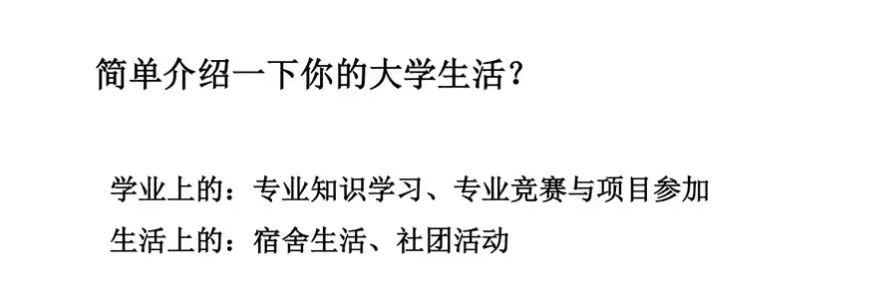 简单介绍一下你的大学生活？
学业上的：专业知识学习、专业竞赛与项目参加
生活上的：宿舍生活、社团活动